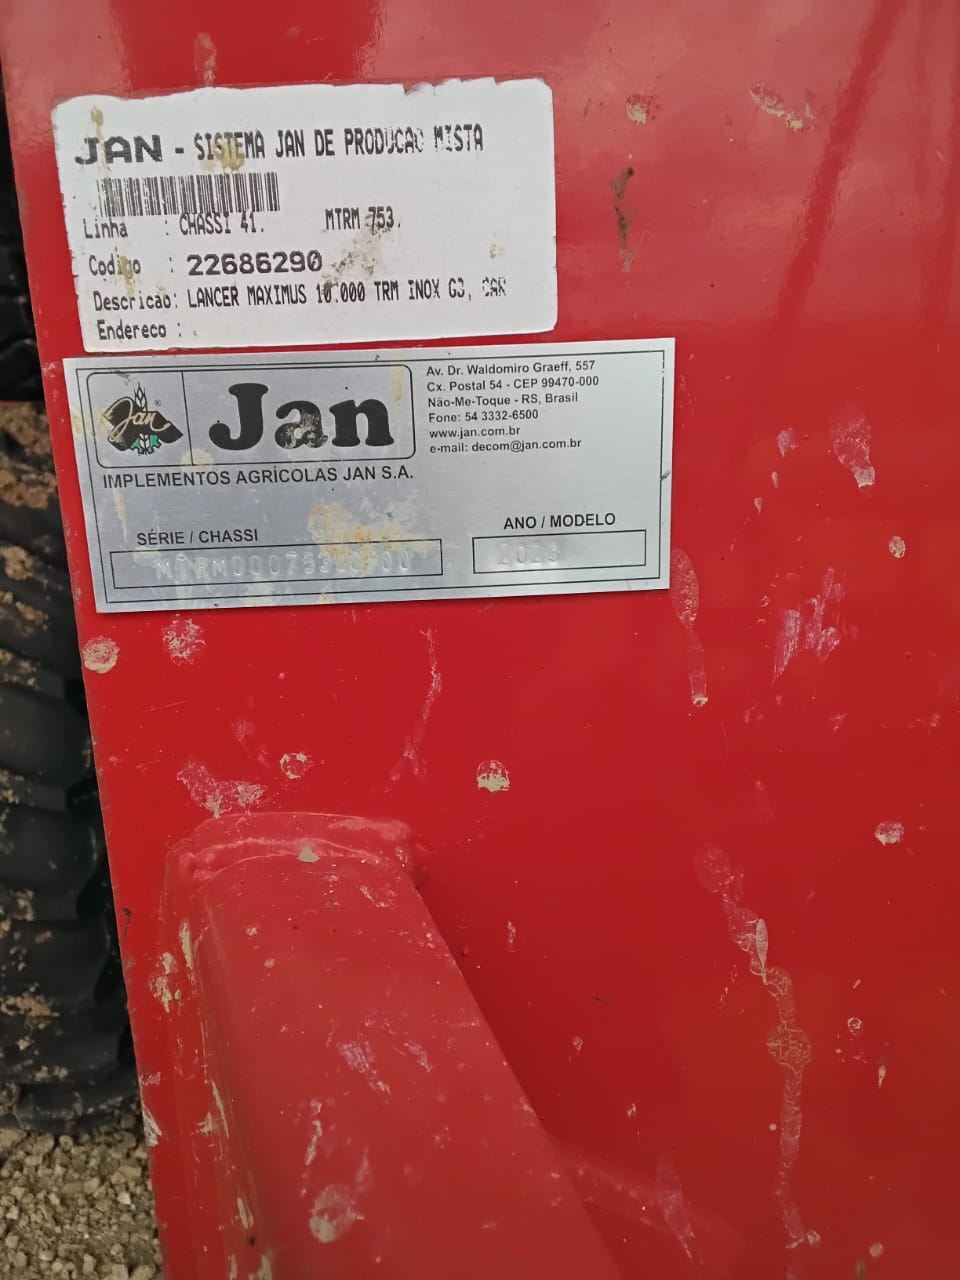 JAN - SISTEMA JAN DE PRODUCAO MISTA
Linha : CHASSI 41. MTRM 753.
Codigo : 22686290
Descricao: LANCER MAXIMUS 10.000 TRM INOX G3, CAR
Endereco : .
Jan
Jan
IMPLEMENTOS AGRÍCOLAS JAN S.A.
Av. Dr. Waldomiro Graeff, 557
Cx. Postal 54 - CEP 99470-000
Não-Me-Toque - RS, Brasil
Fone: 54 3332-6500
www.jan.com.br
e-mail: decom@jan.com.br
SÉRIE / CHASSI
ANO / MODELO
2023